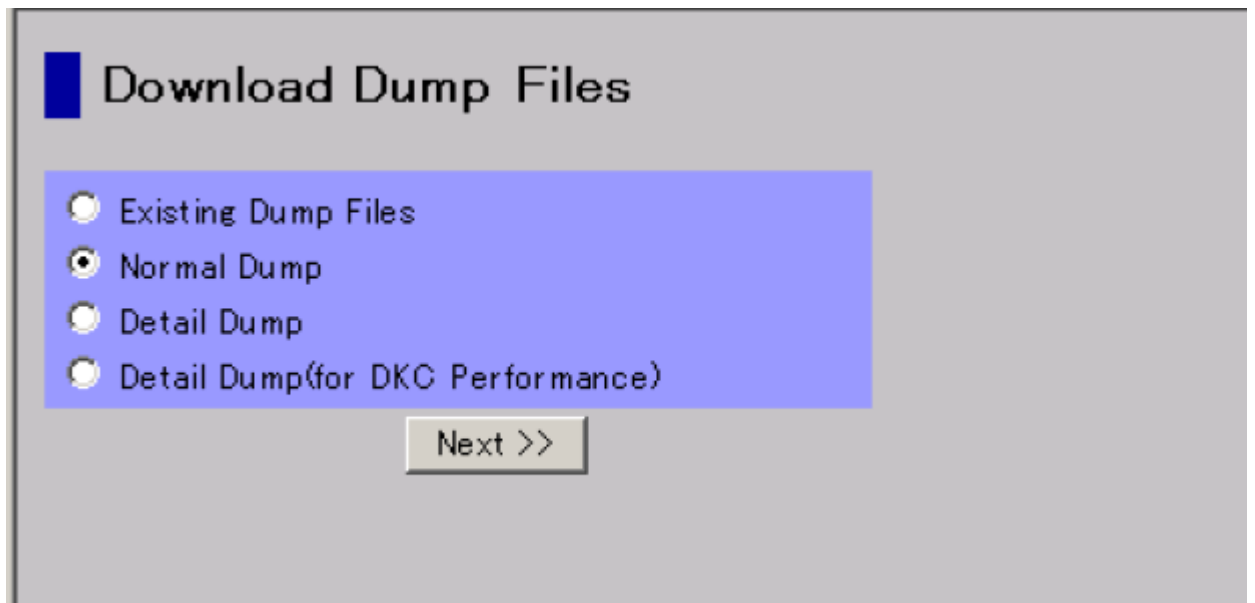 Download Dump Files
Existing Dump Files
Normal Dump
Detail Dump
Detail Dump(for DKC Performance)
Next >>